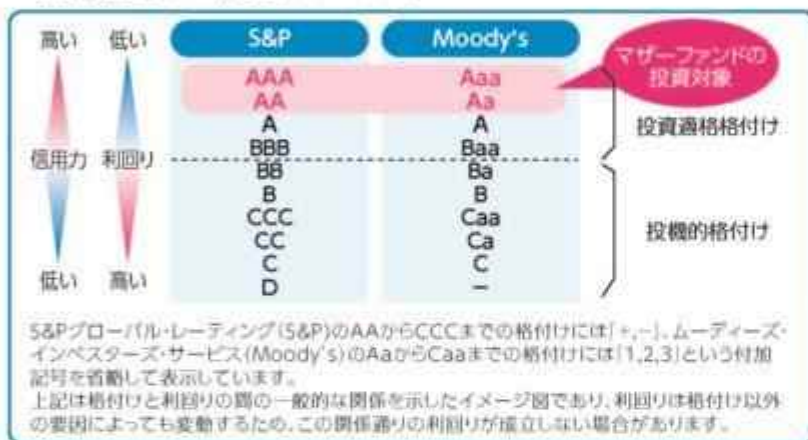 高い 低い S&P Moody's マザーファンドの
投資対象
AAA Aaa
AA Aa
A A 投資適格格付け
BBB Baa
信用力 利回り
BB Ba
B B
CCC Caa 投機的格付け
CC Ca
C C
低い 高い
D −
S&Pグローバル・レーティング(S&P)のAAからCCCまでの格付けには「+,−」、ムーディーズ・
インベスターズ・サービス(Moody's)のAaからCaaまでの格付けには「1,2,3」という付加
記号を省略して表示しています。
上記は格付けと利回りの間の一般的な関係を示したイメージ図であり、利回りは格付け以外
の要因によっても変動するため、この関係通りの利回りが成立しない場合があります。